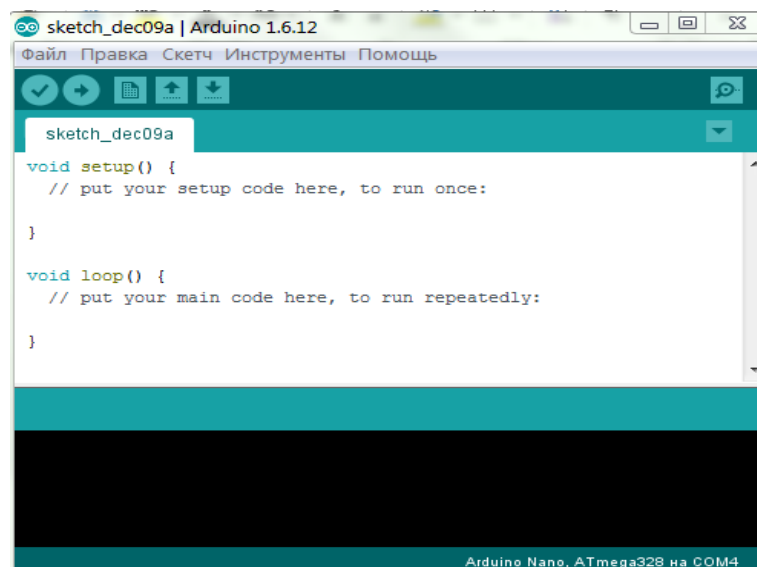 sketch_dec09a | Arduino 1.6.12
Файл Правка Скетч Инструменты Помощь
sketch_dec09a
void setup() {
  // put your setup code here, to run once:
}
void loop() {
  // put your main code here, to run repeatedly:
}
Arduino Nano, ATmega328 на COM4